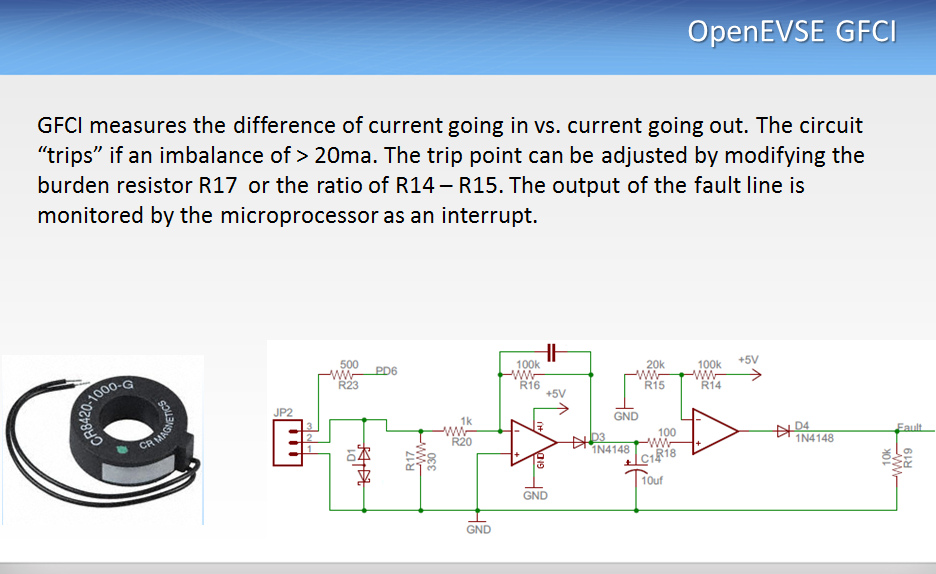 OpenEVSE GFCI
GFCI measures the difference of current going in vs. current going out. The circuit
“trips” if an imbalance of > 20ma. The trip point can be adjusted by modifying the
burden resistor R17 or the ratio of R14 – R15. The output of the fault line is
monitored by the microprocessor as an interrupt.
CR8420-1000-G
CR MAGNETICS
JP2
3
2
1
500
R23
PD6
D1
R17
330
1k
R20
GND
100k
R16
+5V
-
+
GND
D3
1N4148
C14
10uf
100
R18
GND
20k
R15
100k
R14
+5V
-
+
D4
1N4148
Fault
10k
R19